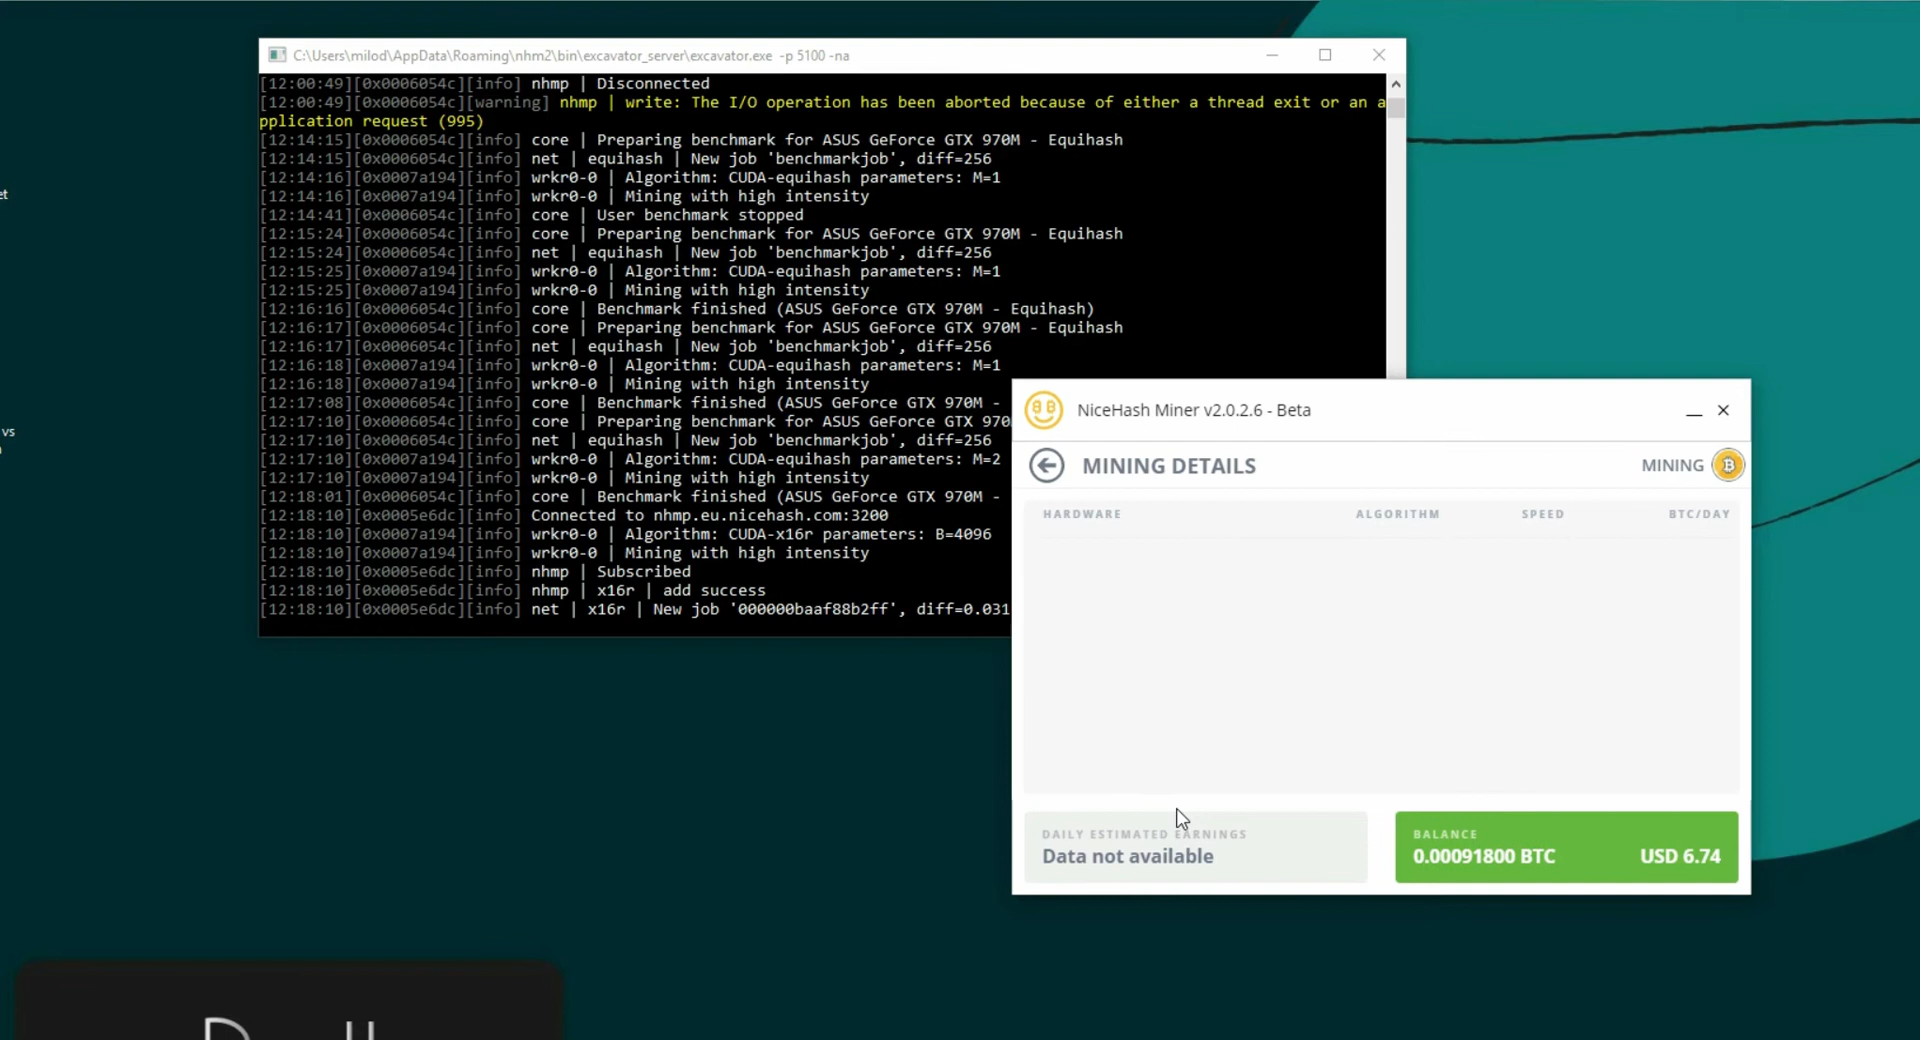 C:\Users\milod\AppData\Roaming\nhm2\bin\excavator_server\excavator.exe -p 5100 -na
[12:00:49][0x0006054c][info] nhmp | Disconnected
[12:00:49][0x0006054c][warning] nhmp | write: The I/O operation has been aborted because of either a thread exit or an a
pplication request (995)
[12:14:15][0x0006054c][info] core | Preparing benchmark for ASUS GeForce GTX 970M - Equihash
[12:14:15][0x0006054c][info] net | equihash | New job 'benchmarkjob', diff=256
[12:14:16][0x0007a194][info] wrkr0-0 | Algorithm: CUDA-equihash parameters: M=1
[12:14:16][0x0007a194][info] wrkr0-0 | Mining with high intensity
[12:14:41][0x0006054c][info] core | User benchmark stopped
[12:15:24][0x0006054c][info] core | Preparing benchmark for ASUS GeForce GTX 970M - Equihash
[12:15:24][0x0006054c][info] net | equihash | New job 'benchmarkjob', diff=256
[12:15:25][0x0007a194][info] wrkr0-0 | Algorithm: CUDA-equihash parameters: M=1
[12:15:25][0x0007a194][info] wrkr0-0 | Mining with high intensity
[12:16:16][0x0006054c][info] core | Benchmark finished (ASUS GeForce GTX 970M - Equihash)
[12:16:17][0x0006054c][info] core | Preparing benchmark for ASUS GeForce GTX 970M - Equihash
[12:16:17][0x0006054c][info] net | equihash | New job 'benchmarkjob', diff=256
[12:16:18][0x0007a194][info] wrkr0-0 | Algorithm: CUDA-equihash parameters: M=1
[12:16:18][0x0007a194][info] wrkr0-0 | Mining with high intensity
[12:17:08][0x0006054c][info] core | Benchmark finished (ASUS GeForce GTX 970M -
[12:17:10][0x0006054c][info] core | Preparing benchmark for ASUS GeForce GTX 970
[12:17:10][0x0006054c][info] net | equihash | New job 'benchmarkjob', diff=256
[12:17:10][0x0007a194][info] wrkr0-0 | Algorithm: CUDA-equihash parameters: M=2
[12:17:10][0x0007a194][info] wrkr0-0 | Mining with high intensity
[12:18:01][0x0006054c][info] core | Benchmark finished (ASUS GeForce GTX 970M -
[12:18:10][0x0005e6dc][info] Connected to nhmp.eu.nicehash.com:3200
[12:18:10][0x0007a194][info] wrkr0-0 | Algorithm: CUDA-x16r parameters: B=4096
[12:18:10][0x0007a194][info] wrkr0-0 | Mining with high intensity
[12:18:10][0x0005e6dc][info] nhmp | Subscribed
[12:18:10][0x0005e6dc][info] nhmp | x16r | add success
[12:18:10][0x0005e6dc][info] net | x16r | New job '000000baaf88b2ff', diff=0.031
et
vs
NiceHash Miner v2.0.2.6 - Beta
MINING DETAILS
MINING
HARDWARE ALGORITHM SPEED BTC/DAY
DAILY ESTIMATED EARNINGS
Data not available
BALANCE
0.00091800 BTC USD 6.74